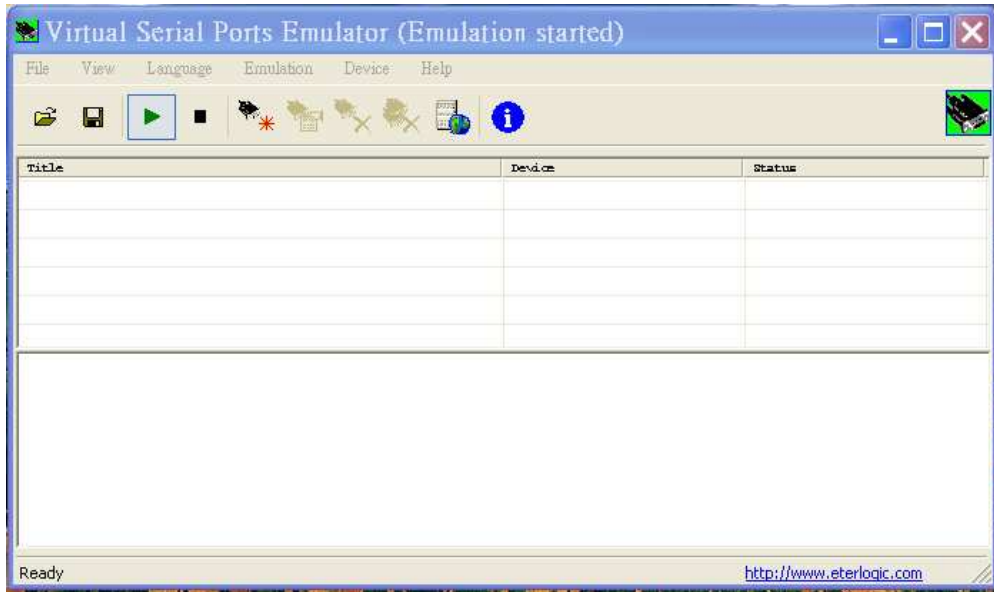 Virtual Serial Ports Emulator (Emulation started)
File View Language Emulation Device Help
Title Device Status
Ready http://www.eterlogic.com